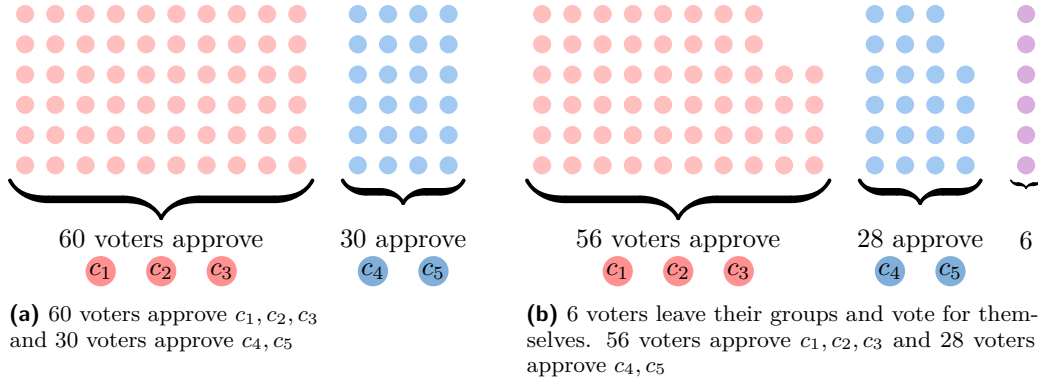 60 voters approve
c₁ c₂ c₃
30 approve
c₄ c₅
(a) 60 voters approve c₁, c₂, c₃
and 30 voters approve c₄, c₅
56 voters approve
c₁ c₂ c₃
28 approve
c₄ c₅
6
(b) 6 voters leave their groups and vote for them-
selves. 56 voters approve c₁, c₂, c₃ and 28 voters
approve c₄, c₅